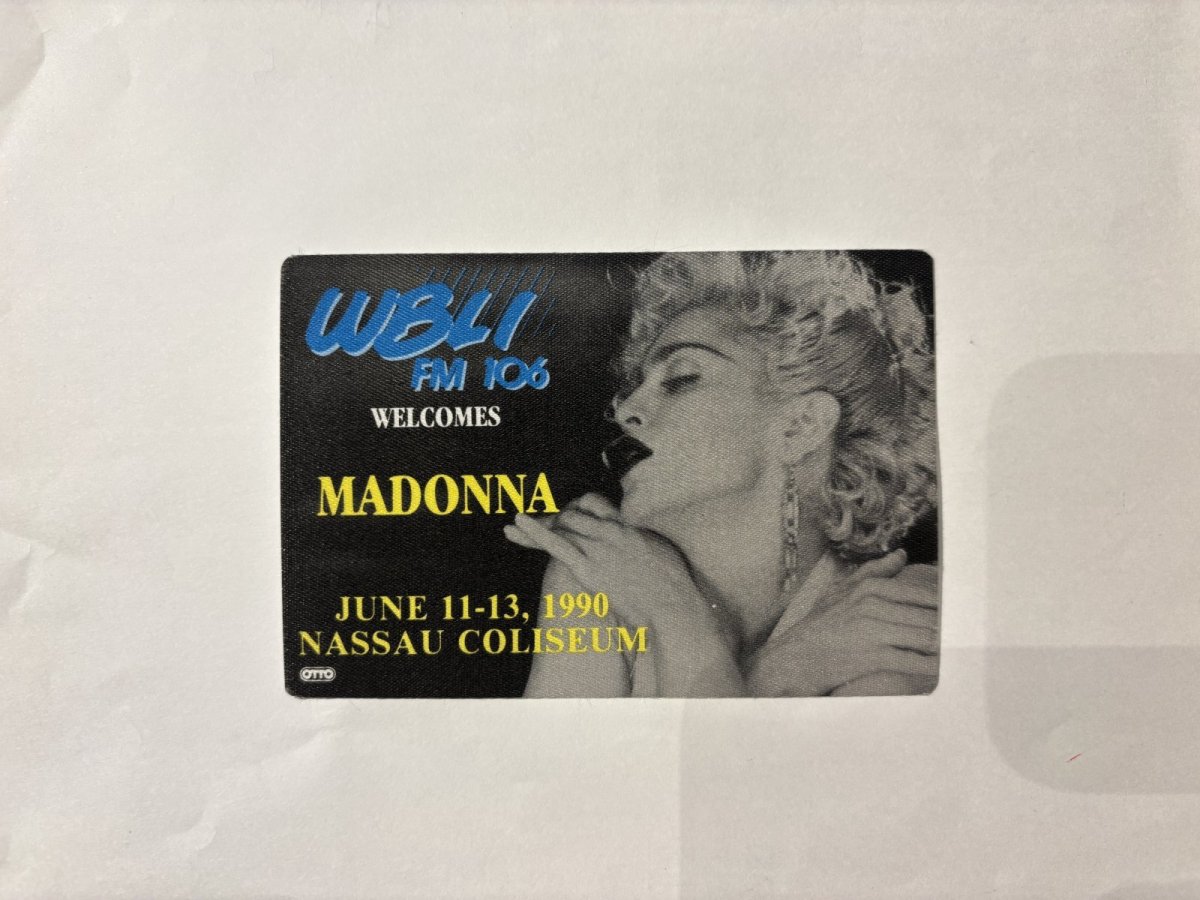 WBLI
FM 106
WELCOMES
MADONNA
JUNE 11-13, 1990
NASSAU COLISEUM
OTTO